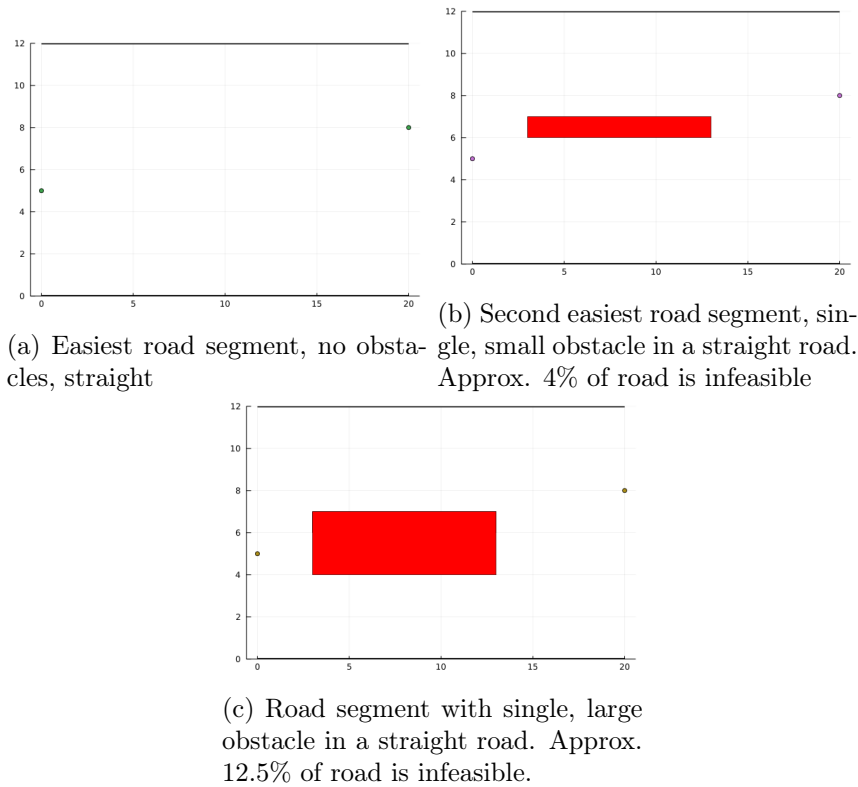 12
10
8
6
4
2
0
0 5 10 15 20
(a) Easiest road segment, no obsta-
cles, straight
12
10
8
6
4
2
0
0 5 10 15 20
(b) Second easiest road segment, sin-
gle, small obstacle in a straight road.
Approx. 4% of road is infeasible
12
10
8
6
4
2
0
0 5 10 15 20
(c) Road segment with single, large
obstacle in a straight road. Approx.
12.5% of road is infeasible.